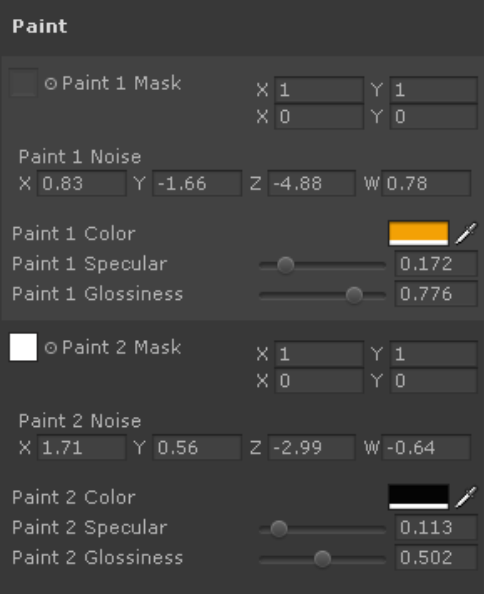 Paint
Paint 1 Mask X 1 Y 1
X 0 Y 0
Paint 1 Noise
X 0.83 Y -1.66 Z -4.88 W 0.78
Paint 1 Color
Paint 1 Specular 0.172
Paint 1 Glossiness 0.776
Paint 2 Mask X 1 Y 1
X 0 Y 0
Paint 2 Noise
X 1.71 Y 0.56 Z -2.99 W -0.64
Paint 2 Color
Paint 2 Specular 0.113
Paint 2 Glossiness 0.502